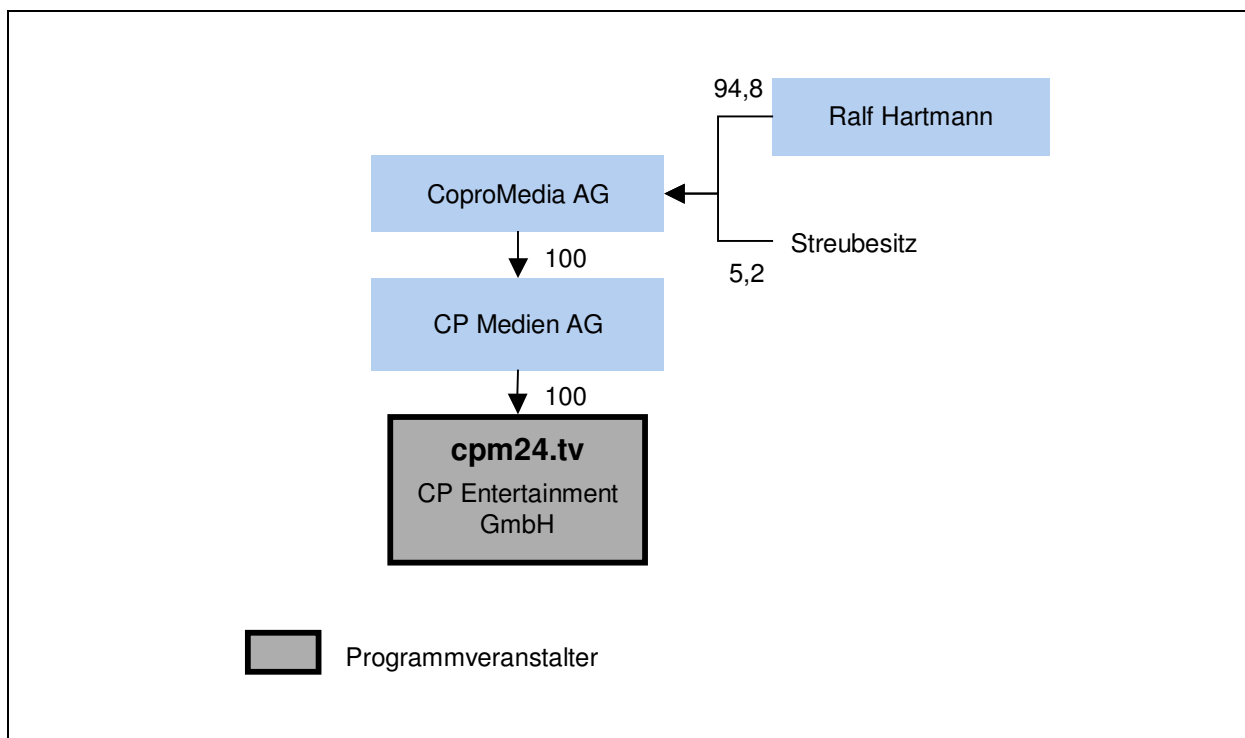 94,8
Ralf Hartmann
CoproMedia AG
Streubesitz
5,2
100
CP Medien AG
100
cpm24.tv
CP Entertainment
GmbH
Programmveranstalter